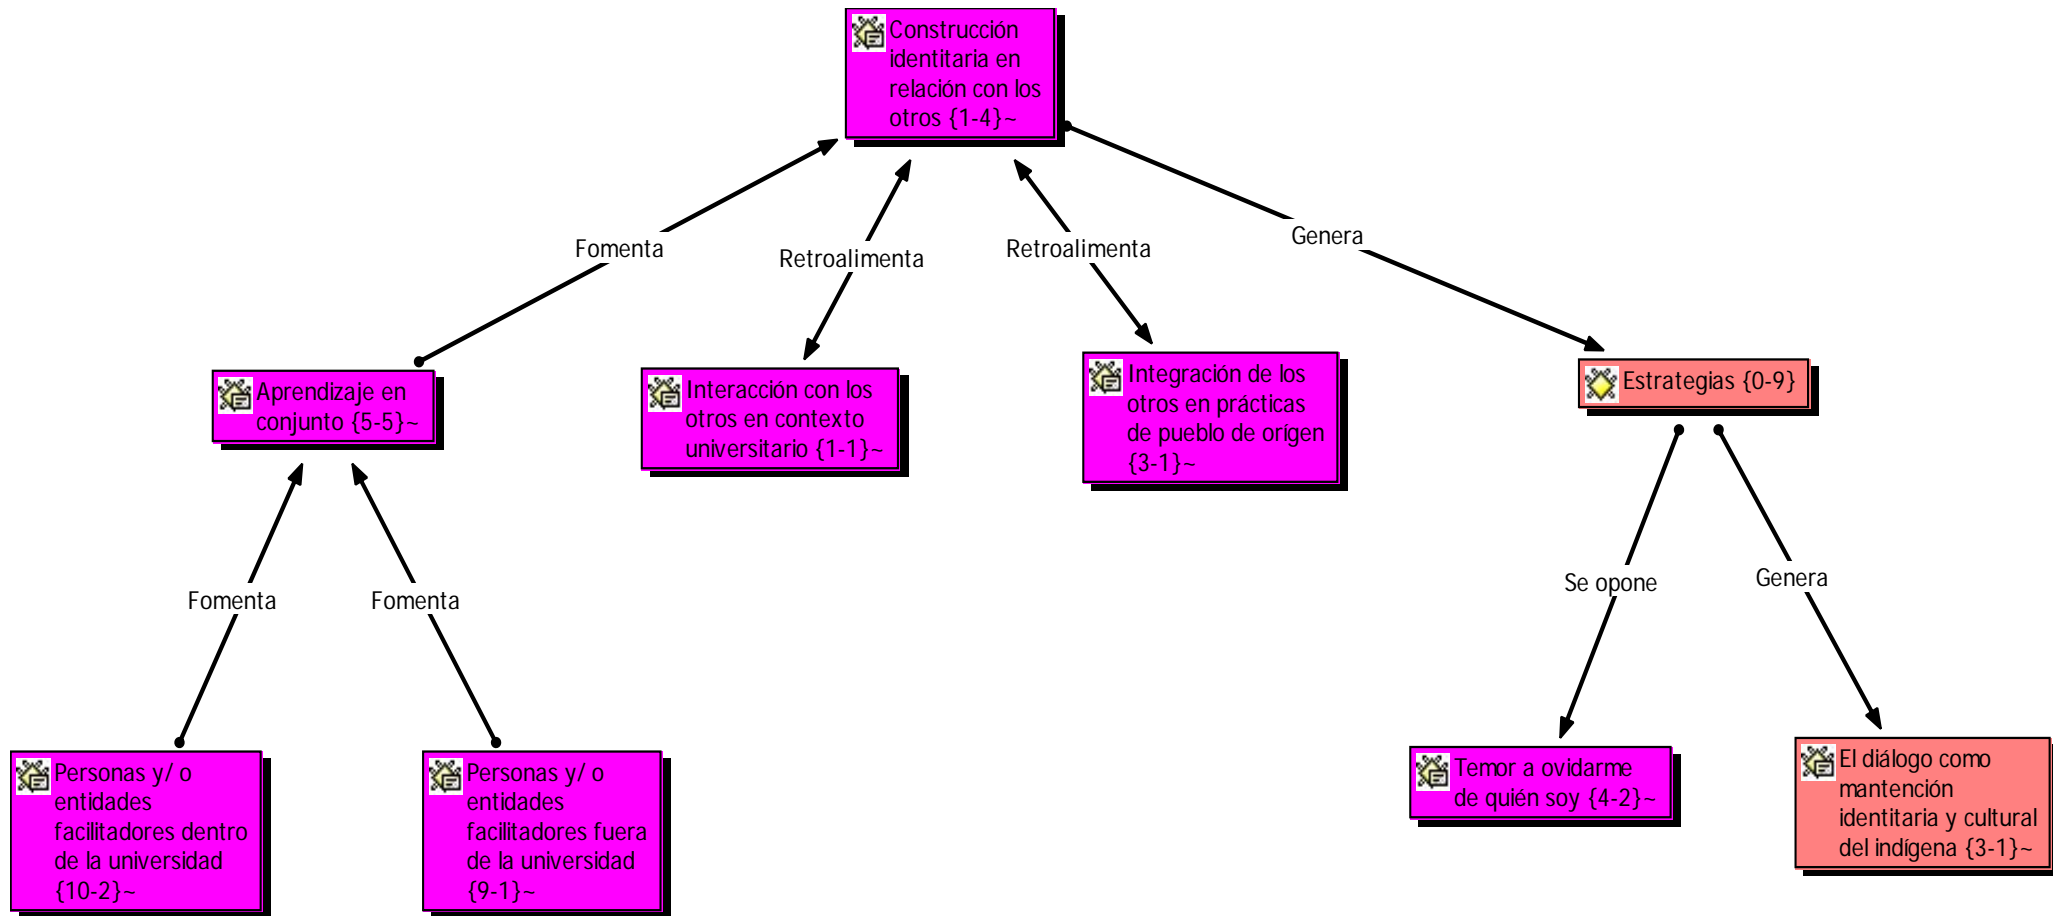 Construcción
identitaria en
relación con los
otros {1-4}~
Fomenta
Retroalimenta
Retroalimenta
Genera
Aprendizaje en
conjunto {5-5}~
Interacción con los
otros en contexto
universitario {1-1}~
Integración de los
otros en prácticas
de pueblo de orígen
{3-1}~
Estrategias {0-9}
Fomenta
Fomenta
Se opone
Genera
Personas y/ o
entidades
facilitadores dentro
de la universidad
{10-2}~
Personas y/ o
entidades
facilitadores fuera
de la universidad
{9-1}~
Temor a ovidarme
de quién soy {4-2}~
El diálogo como
mantención
identitaria y cultural
del indígena {3-1}~